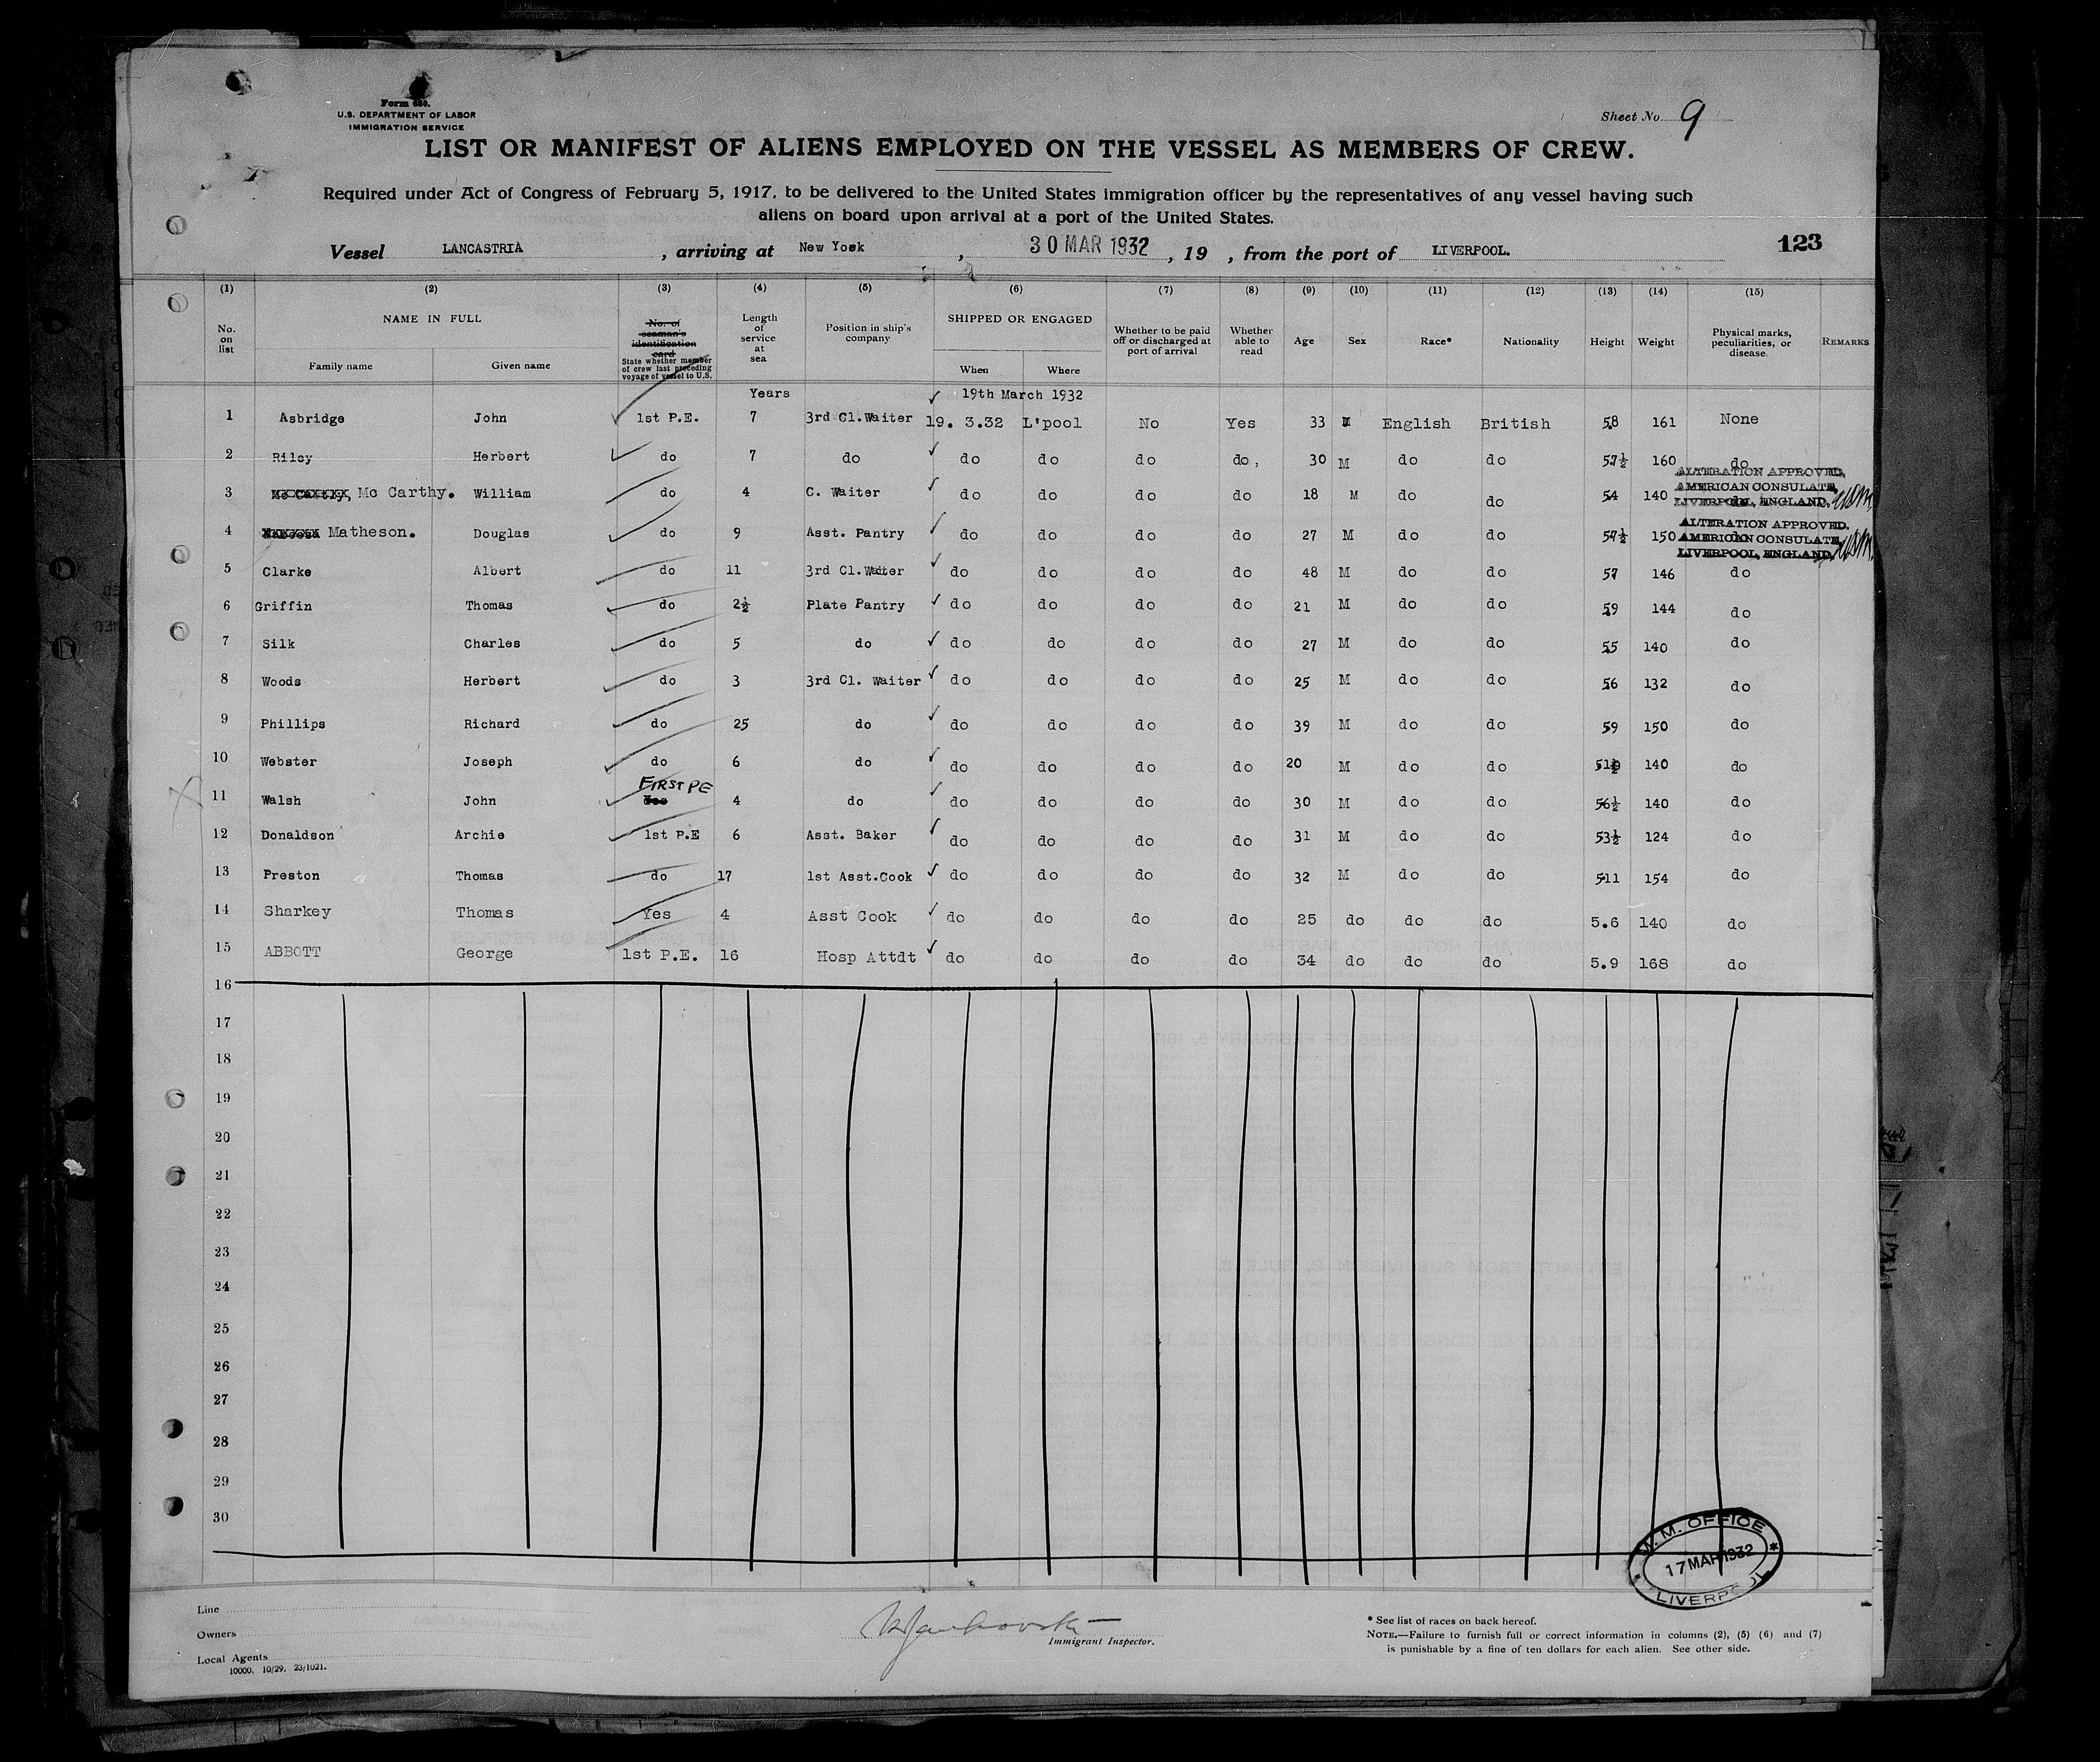 Form 680.
U.S. DEPARTMENT OF LABOR
IMMIGRATION SERVICE
Sheet No 9
LIST OR MANIFEST OF ALIENS EMPLOYED ON THE VESSEL AS MEMBERS OF CREW.
Required under Act of Congress of February 5, 1917, to be delivered to the United States immigration officer by the representatives of any vessel having such
aliens on board upon arrival at a port of the United States.
Vessel LANCASTRIA , arriving at New York , 30 MAR 1932 , 19 , from the port of LIVERPOOL. 123
(1) (2) (3) (4) (5) (6) (7) (8) (9) (10) (11) (12) (13) (14) (15)
No. on list NAME IN FULL Family name Given name No. of seaman's identification card State whether member of crew last preceding voyage of vessel to U.S. Length of service at sea Position in ship's company SHIPPED OR ENGAGED When Where Whether to be paid off or discharged at port of arrival Whether able to read Age Sex Race* Nationality Height Weight Physical marks, peculiarities, or disease REMARKS
Years 19th March 1932
1 Asbridge John 1st P.E. 7 3rd Cl.Waiter 19. 3.32 L'pool No Yes 33 M English British 58 161 None
2 Riley Herbert do 7 do do do do do, 30 M do do 57½ 160 do
3 Mc Carthy. William do 4 C. Waiter do do do do 18 M do do 54 140 do
ALTERATION APPROVED,
AMERICAN CONSULATE,
LIVERPOOL, ENGLAND.
4 Matheson. Douglas do 9 Asst. Pantry do do do do 27 M do do 57½ 150 do
ALTERATION APPROVED.
AMERICAN CONSULATE,
LIVERPOOL, ENGLAND.
5 Clarke Albert do 11 3rd Cl.Waiter do do do do 48 M do do 57 146 do
6 Griffin Thomas do 2½ Plate Pantry do do do do 21 M do do 59 144 do
7 Silk Charles do 5 do do do do do 27 M do do 55 140 do
8 Woods Herbert do 3 3rd Cl. Waiter do do do do 25 M do do 56 132 do
9 Phillips Richard do 25 do do do do do 39 M do do 59 150 do
10 Webster Joseph do 6 do do do do do 20 M do do 140 do
11 Walsh John FIRST PE Yes 4 do do do do do 30 M do do 56½ 140 do
12 Donaldson Archie 1st P.E 6 Asst. Baker do do do do 31 M do do 53½ 124 do
13 Preston Thomas do 17 1st Asst.Cook do do do do 32 M do do 511 154 do
14 Sharkey Thomas Yes 4 Asst Cook do do do do 25 do do do 5.6 140 do
15 ABBOTT George 1st P.E. 16 Hosp Attdt do do do do 34 do do do 5.9 168 do
16
17
18
19
20
21
22
23
24
25
26
27
28
29
30
W.M. OFFICE
17 MAR 1932
LIVERPOOL
Line
Owners
Local Agents
10000, 10/29. 23/1021.
Immigrant Inspector.
* See list of races on back hereof.
NOTE.—Failure to furnish full or correct information in columns (2), (5) (6) and (7)
is punishable by a fine of ten dollars for each alien. See other side.